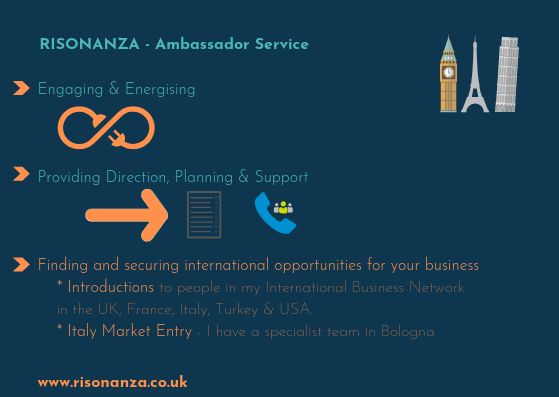 RISONANZA - Ambassador Service
Engaging & Energising
Providing Direction, Planning & Support
Finding and securing international opportunities for your business
* Introductions to people in my International Business Network
in the UK, France, Italy, Turkey & USA.
* Italy Market Entry - I have a specialist team in Bologna
www.risonanza.co.uk